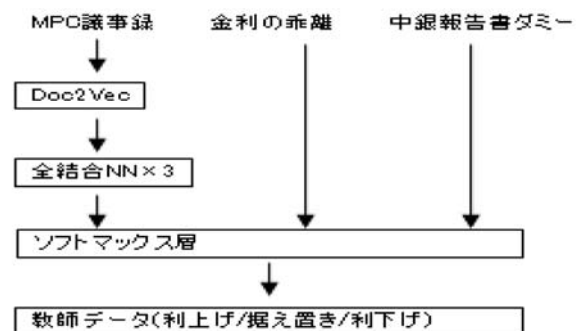 MPC議事録 金利の乖離 中銀報告書ダミー
Doc2Vec
全結合NN×3
ソフトマックス層
教師データ(利上げ/据え置き/利下げ)